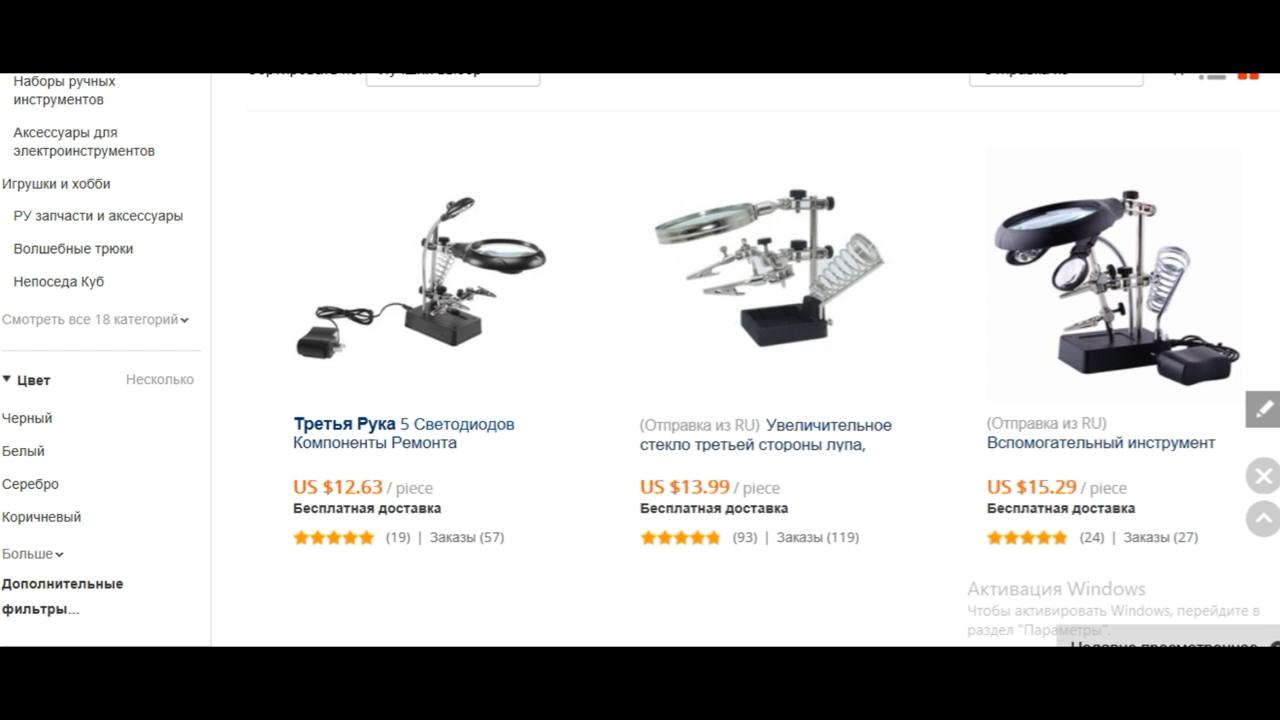 Наборы ручных
инструментов
Аксессуары для
электроинструментов
Игрушки и хобби
РУ запчасти и аксессуары
Волшебные трюки
Непоседа Куб
Смотреть все 18 категорий
Цвет
Несколько
Черный
Белый
Серебро
Коричневый
Больше
Дополнительные
фильтры...
Третья Рука 5 Светодиодов
Компоненты Ремонта
US $12.63 / piece
Бесплатная доставка
(19) | Заказы (57)
(Отправка из RU) Увеличительное
стекло третьей стороны лупа,
US $13.99 / piece
Бесплатная доставка
(93) | Заказы (119)
(Отправка из RU)
Вспомогательный инструмент
US $15.29 / piece
Бесплатная доставка
(24) | Заказы (27)
Активация Windows
Чтобы активировать Windows, перейдите в
раздел "Параметры".